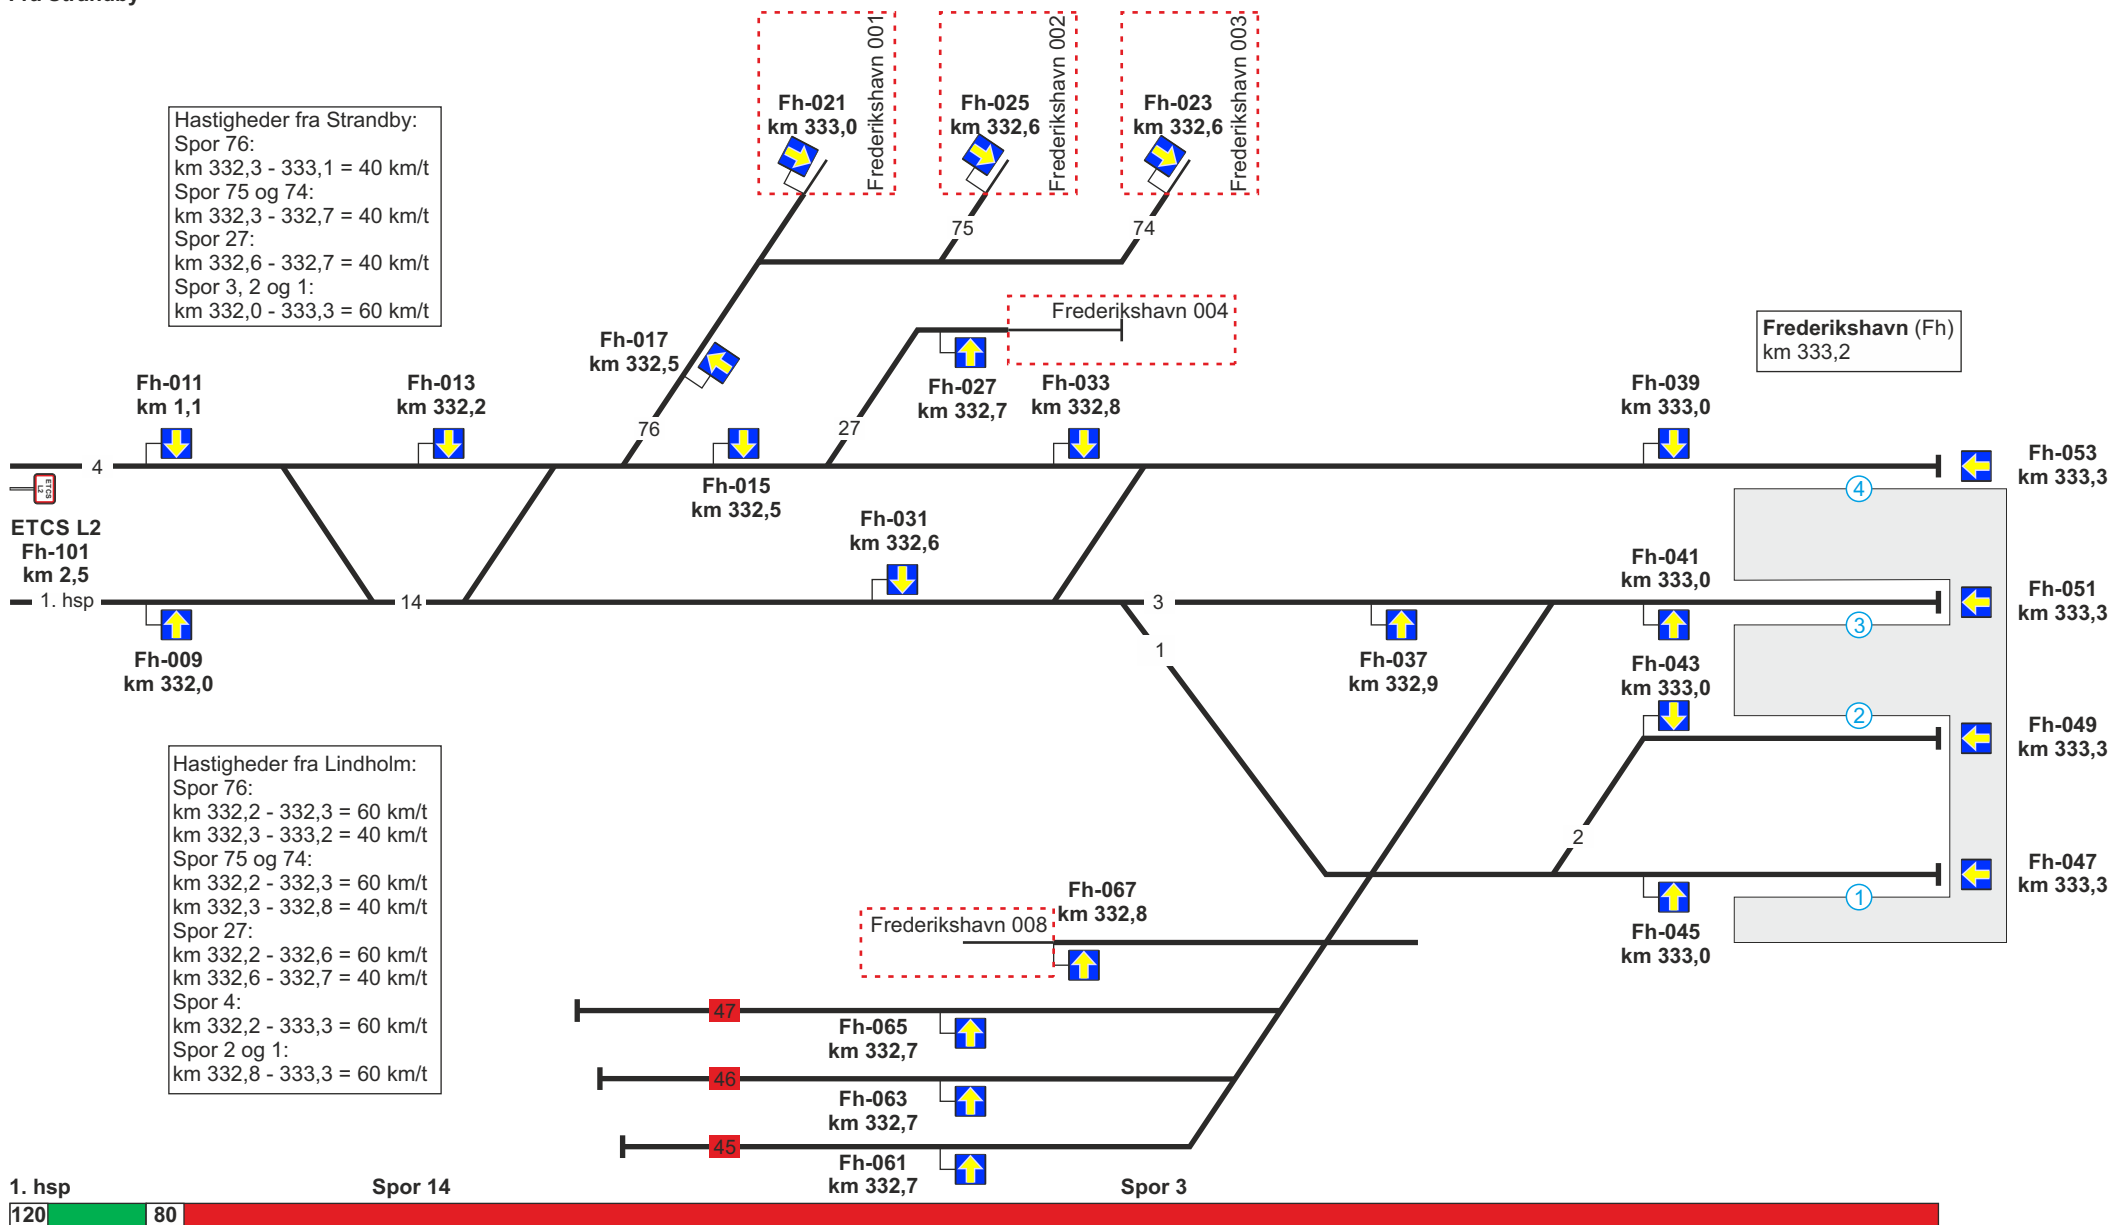 Fra Strandby
Frederikshavn 001
Frederikshavn 002
Frederikshavn 003
Fh-021
km 333,0
Fh-025
km 332,6
Fh-023
km 332,6
Hastigheder fra Strandby:
Spor 76:
km 332,3 - 333,1 = 40 km/t
Spor 75 og 74:
km 332,3 - 332,7 = 40 km/t
Spor 27:
km 332,6 - 332,7 = 40 km/t
Spor 3, 2 og 1:
km 332,0 - 333,3 = 60 km/t
75
74
Frederikshavn 004
Frederikshavn (Fh)
km 333,2
Fh-017
km 332,5
Fh-027
km 332,7
Fh-011
km 1,1
Fh-013
km 332,2
Fh-033
km 332,8
Fh-039
km 333,0
76
27
4
Fh-053
km 333,3
ETCS
L2
Fh-015
km 332,5
4
ETCS L2
Fh-101
km 2,5
Fh-031
km 332,6
Fh-041
km 333,0
1. hsp
14
3
Fh-051
km 333,3
3
Fh-009
km 332,0
1
Fh-037
km 332,9
Fh-043
km 333,0
2
Fh-049
km 333,3
Hastigheder fra Lindholm:
Spor 76:
km 332,2 - 332,3 = 60 km/t
km 332,3 - 333,2 = 40 km/t
Spor 75 og 74:
km 332,2 - 332,3 = 60 km/t
km 332,3 - 332,8 = 40 km/t
Spor 27:
km 332,2 - 332,6 = 60 km/t
km 332,6 - 332,7 = 40 km/t
Spor 4:
km 332,2 - 333,3 = 60 km/t
Spor 2 og 1:
km 332,8 - 333,3 = 60 km/t
2
Fh-047
km 333,3
1
Fh-067
km 332,8
Frederikshavn 008
Fh-045
km 333,0
47
Fh-065
km 332,7
46
Fh-063
km 332,7
45
Fh-061
km 332,7
1. hsp
Spor 14
Spor 3
120
80